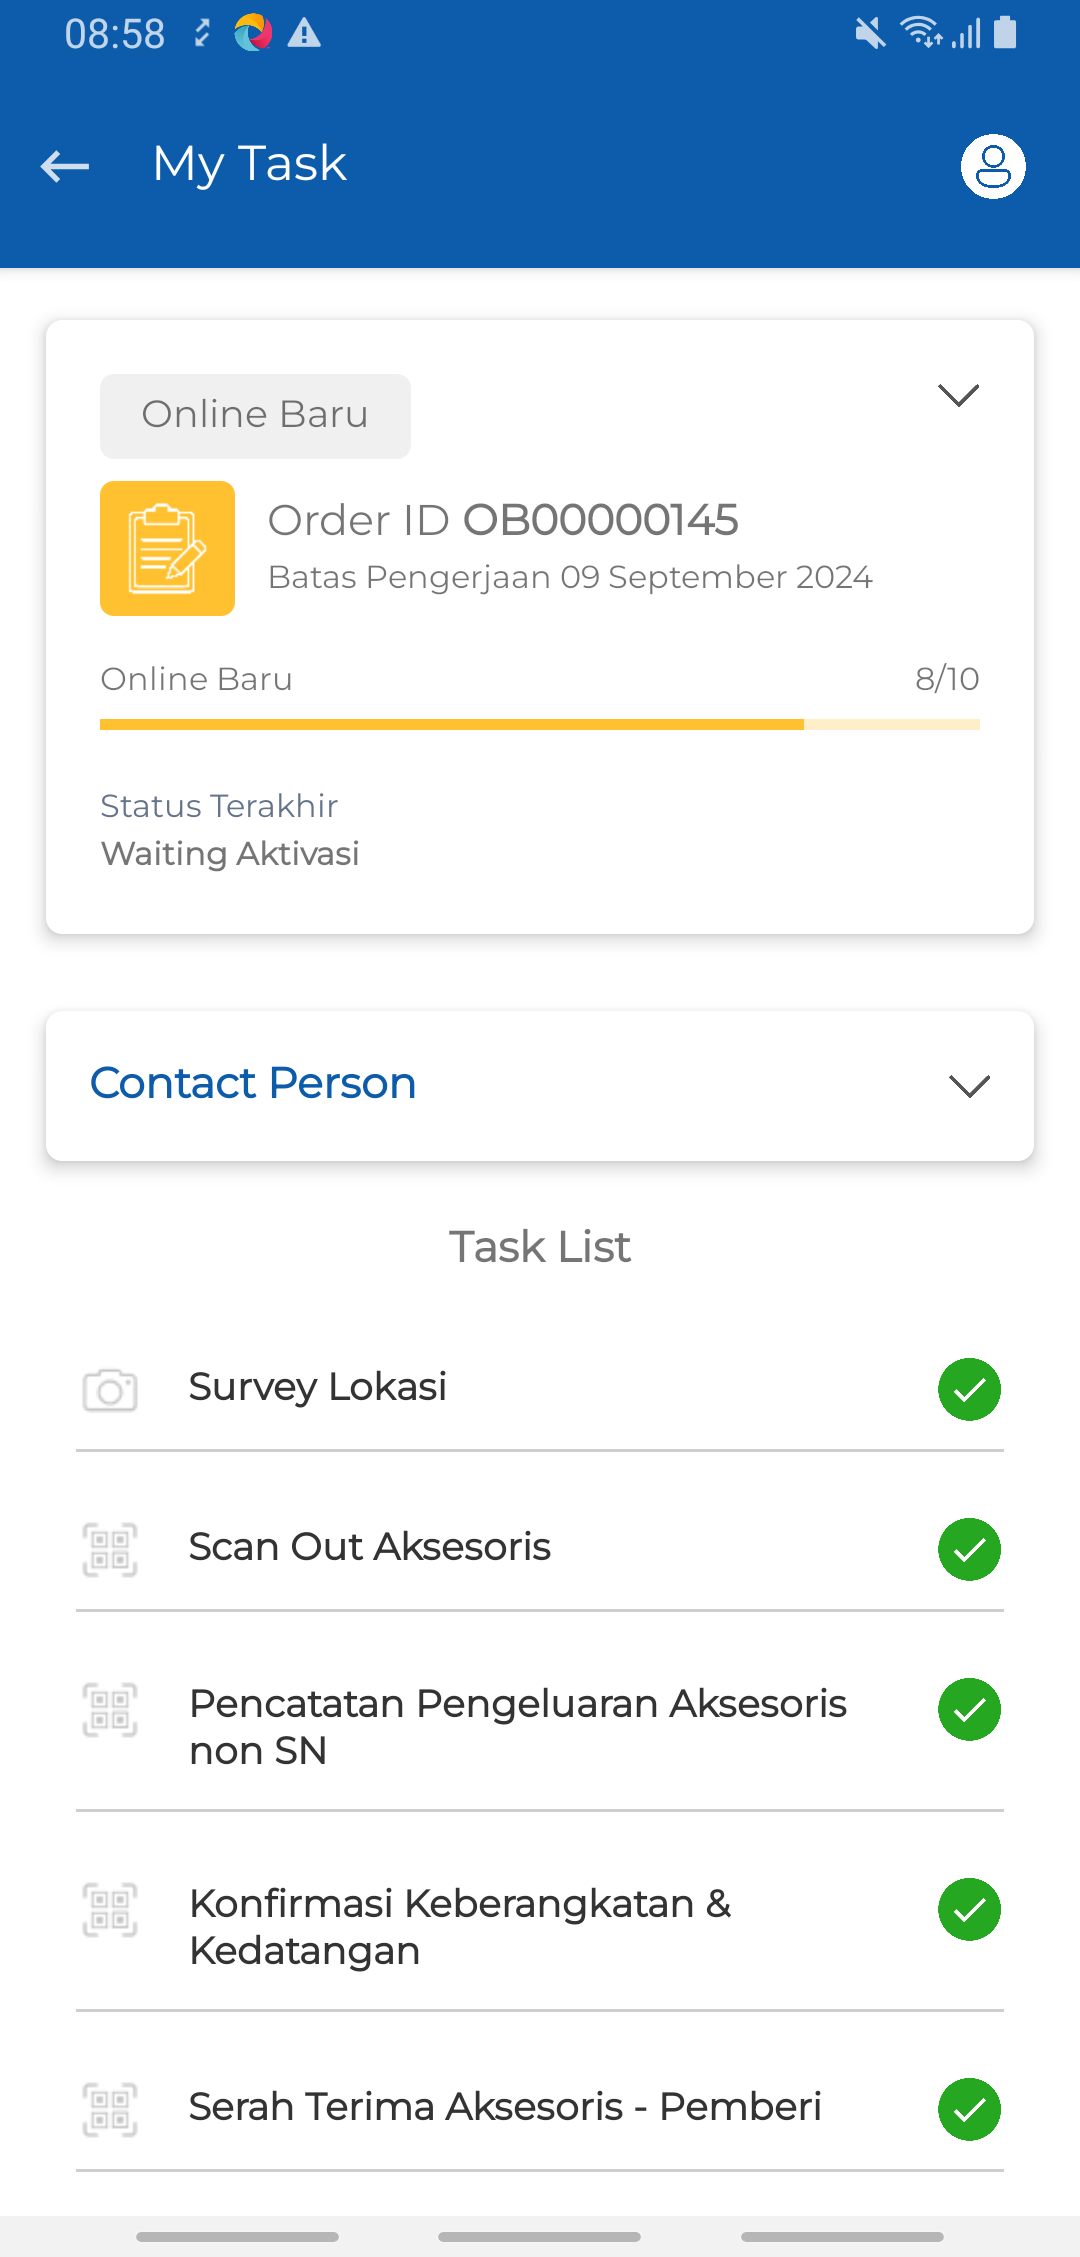 08:58
My Task
Online Baru
Order ID OB00000145
Batas Pengerjaan 09 September 2024
Online Baru 8/10
Status Terakhir
Waiting Aktivasi
Contact Person
Task List
Survey Lokasi
Scan Out Aksesoris
Pencatatan Pengeluaran Aksesoris
non SN
Konfirmasi Keberangkatan &
Kedatangan
Serah Terima Aksesoris - Pemberi